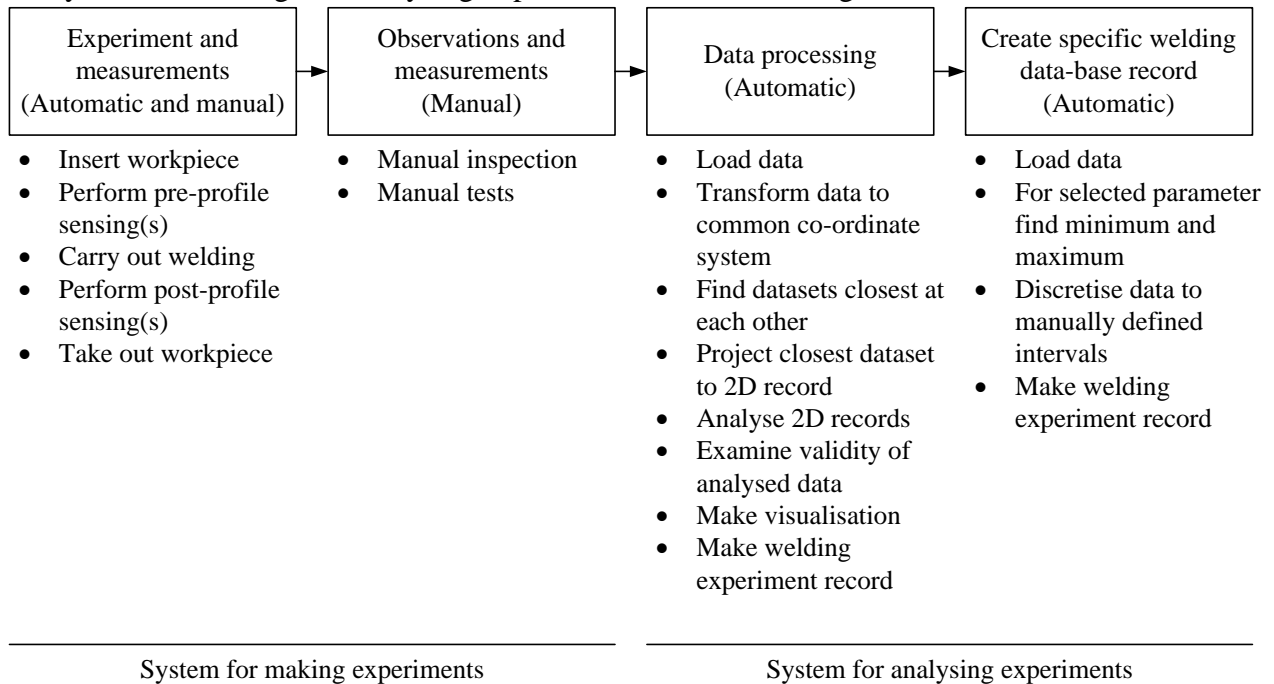 Experiment and
measurements
(Automatic and manual)
• Insert workpiece
• Perform pre-profile
sensing(s)
• Carry out welding
• Perform post-profile
sensing(s)
• Take out workpiece
Observations and
measurements
(Manual)
• Manual inspection
• Manual tests
Data processing
(Automatic)
• Load data
• Transform data to
common co-ordinate
system
• Find datasets closest at
each other
• Project closest dataset
to 2D record
• Analyse 2D records
• Examine validity of
analysed data
• Make visualisation
• Make welding
experiment record
Create specific welding
data-base record
(Automatic)
• Load data
• For selected parameter
find minimum and
maximum
• Discretise data to
manually defined
intervals
• Make welding
experiment record
System for making experiments
System for analysing experiments